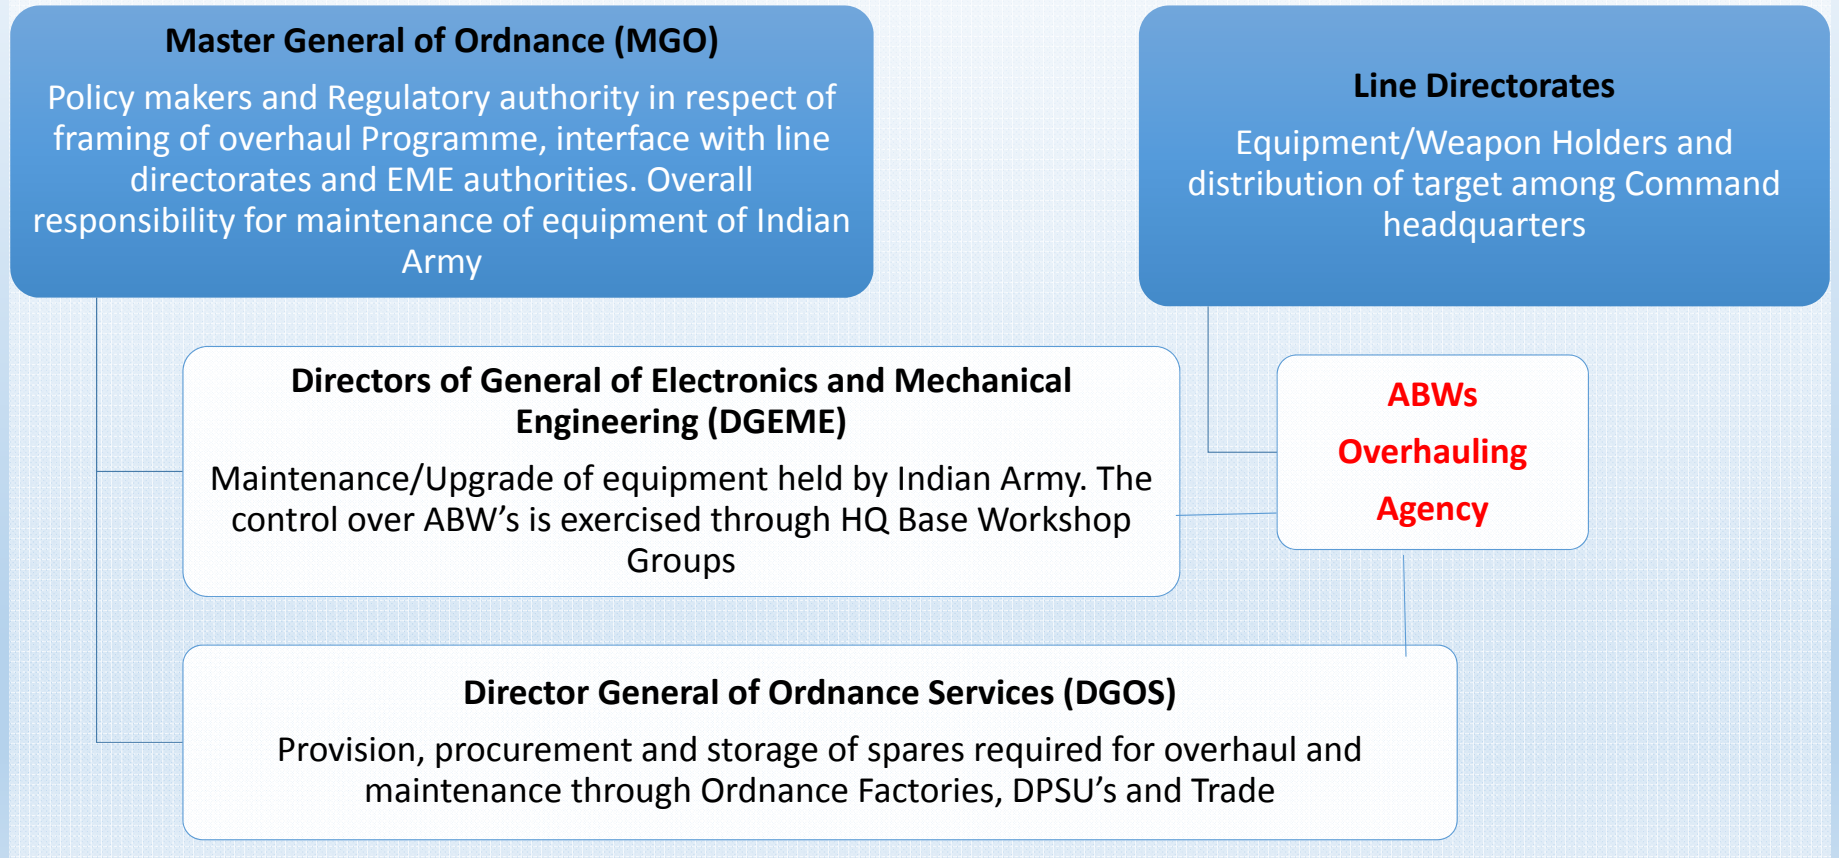 Master General of Ordnance (MGO)
Policy makers and Regulatory authority in respect of
framing of overhaul Programme, interface with line
directorates and EME authorities. Overall
responsibility for maintenance of equipment of Indian
Army
Line Directorates
Equipment/Weapon Holders and
distribution of target among Command
headquarters
Directors of General of Electronics and Mechanical
Engineering (DGEME)
Maintenance/Upgrade of equipment held by Indian Army. The
control over ABW’s is exercised through HQ Base Workshop
Groups
ABWs
Overhauling
Agency
Director General of Ordnance Services (DGOS)
Provision, procurement and storage of spares required for overhaul and
maintenance through Ordnance Factories, DPSU’s and Trade